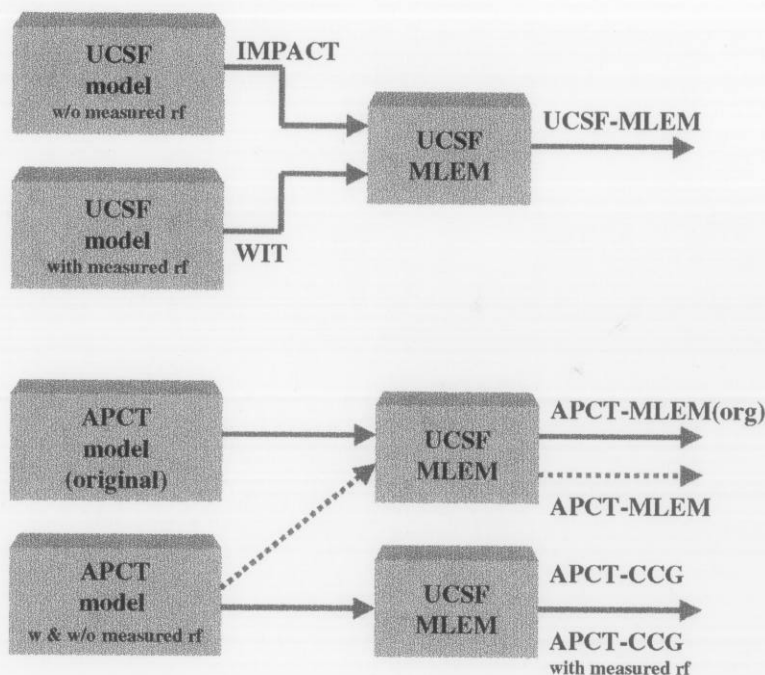 UCSF
model
w/o measured rf
IMPACT
UCSF
model
with measured rf
WIT
UCSF
MLEM
UCSF-MLEM
APCT
model
(original)
UCSF
MLEM
APCT-MLEM(org)
APCT-MLEM
APCT
model
w & w/o measured rf
UCSF
MLEM
APCT-CCG
APCT-CCG
with measured rf